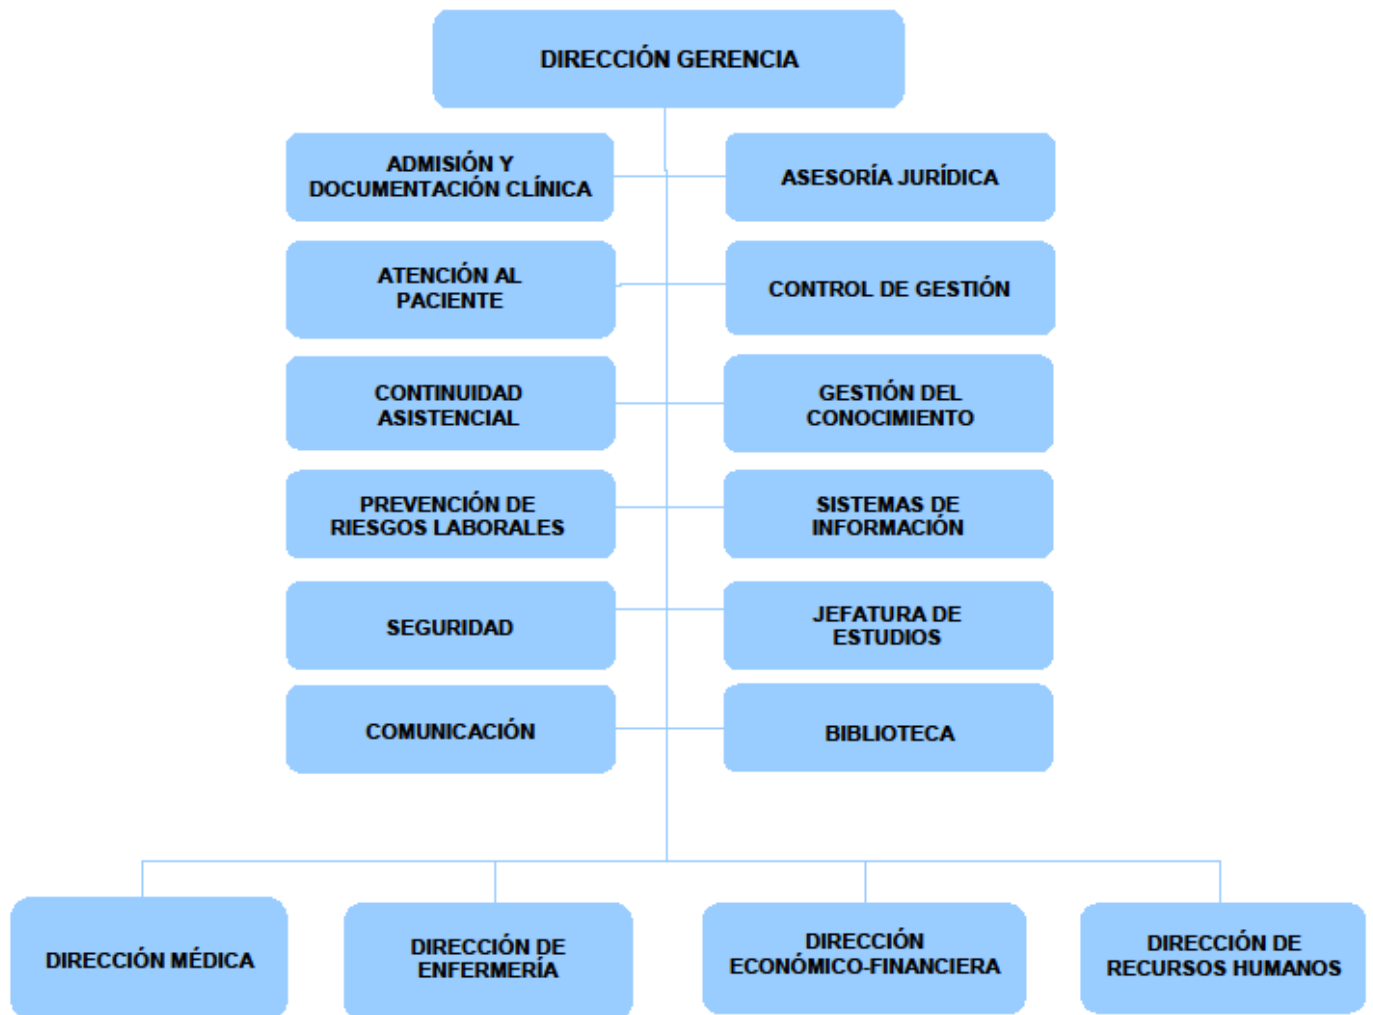 DIRECCIÓN GERENCIA
ADMISIÓN Y
DOCUMENTACIÓN CLÍNICA
ASESORÍA JURÍDICA
ATENCIÓN AL
PACIENTE
CONTROL DE GESTIÓN
CONTINUIDAD
ASISTENCIAL
GESTIÓN DEL
CONOCIMIENTO
PREVENCIÓN DE
RIESGOS LABORALES
SISTEMAS DE
INFORMACIÓN
SEGURIDAD
JEFATURA DE
ESTUDIOS
COMUNICACIÓN
BIBLIOTECA
DIRECCIÓN MÉDICA
DIRECCIÓN DE
ENFERMERÍA
DIRECCIÓN
ECONÓMICO-FINANCIERA
DIRECCIÓN DE
RECURSOS HUMANOS